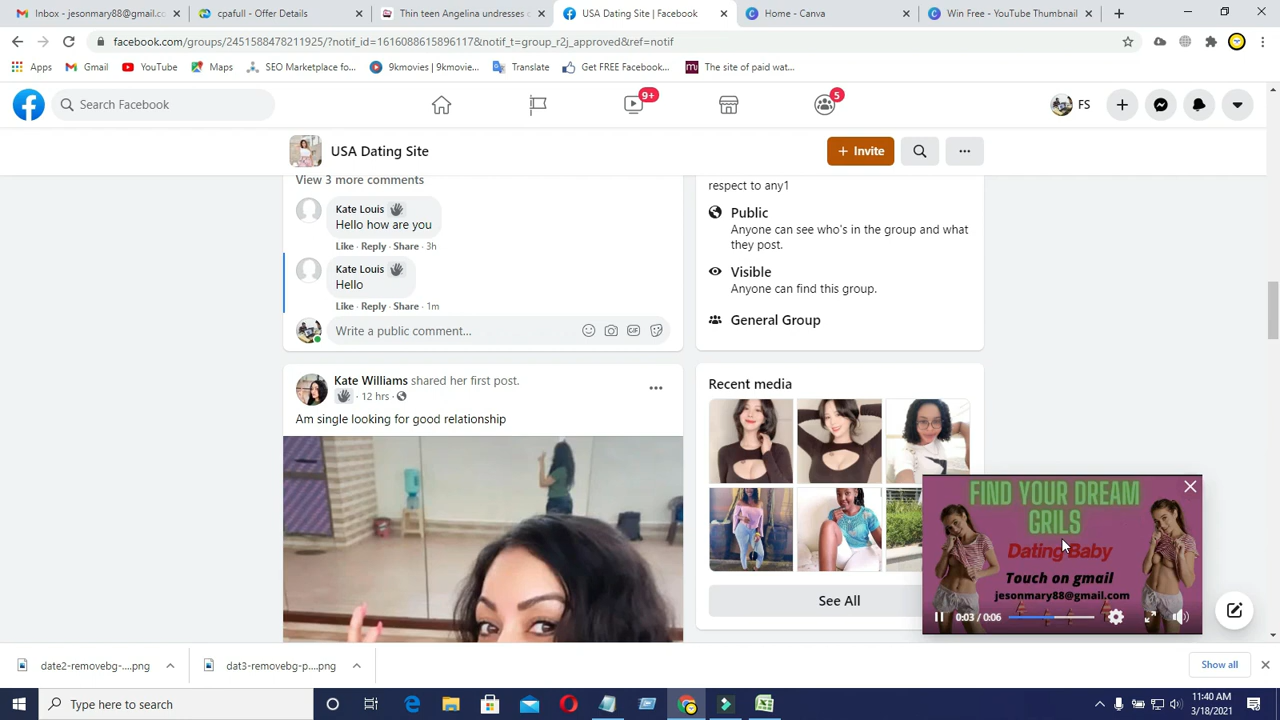 Inbox - jesonmary88@gmail.co
cpafull - Offer Details
Thin teen Angelina undresses c
USA Dating Site | Facebook
Home - Canva
Win Free - YouTube Thumbnail
facebook.com/groups/2451588478211925/?notif_id=1616088615896117&notif_t=group_r2j_approved&ref=notif
Apps
Gmail
YouTube
Maps
SEO Marketplace fo...
9kmovies | 9kmovie...
Translate
Get FREE Facebook...
The site of paid wat...
Search Facebook
9+
5
FS
USA Dating Site
+ Invite
View 3 more comments
Kate Louis
Hello how are you
Like · Reply · Share · 3h
Kate Louis
Hello
Like · Reply · Share · 1m
Write a public comment...
GIF
Kate Williams shared her first post.
12 hrs ·
Am single looking for good relationship
respect to any1
Public
Anyone can see who's in the group and what
they post.
Visible
Anyone can find this group.
General Group
Recent media
See All
FIND YOUR DREAM
GRILS
Dating Baby
Touch on gmail
jesonmary88@gmail.com
0:03 / 0:06
date2-removebg-....png
dat3-removebg-p....png
Show all
Type here to search
11:40 AM
3/18/2021